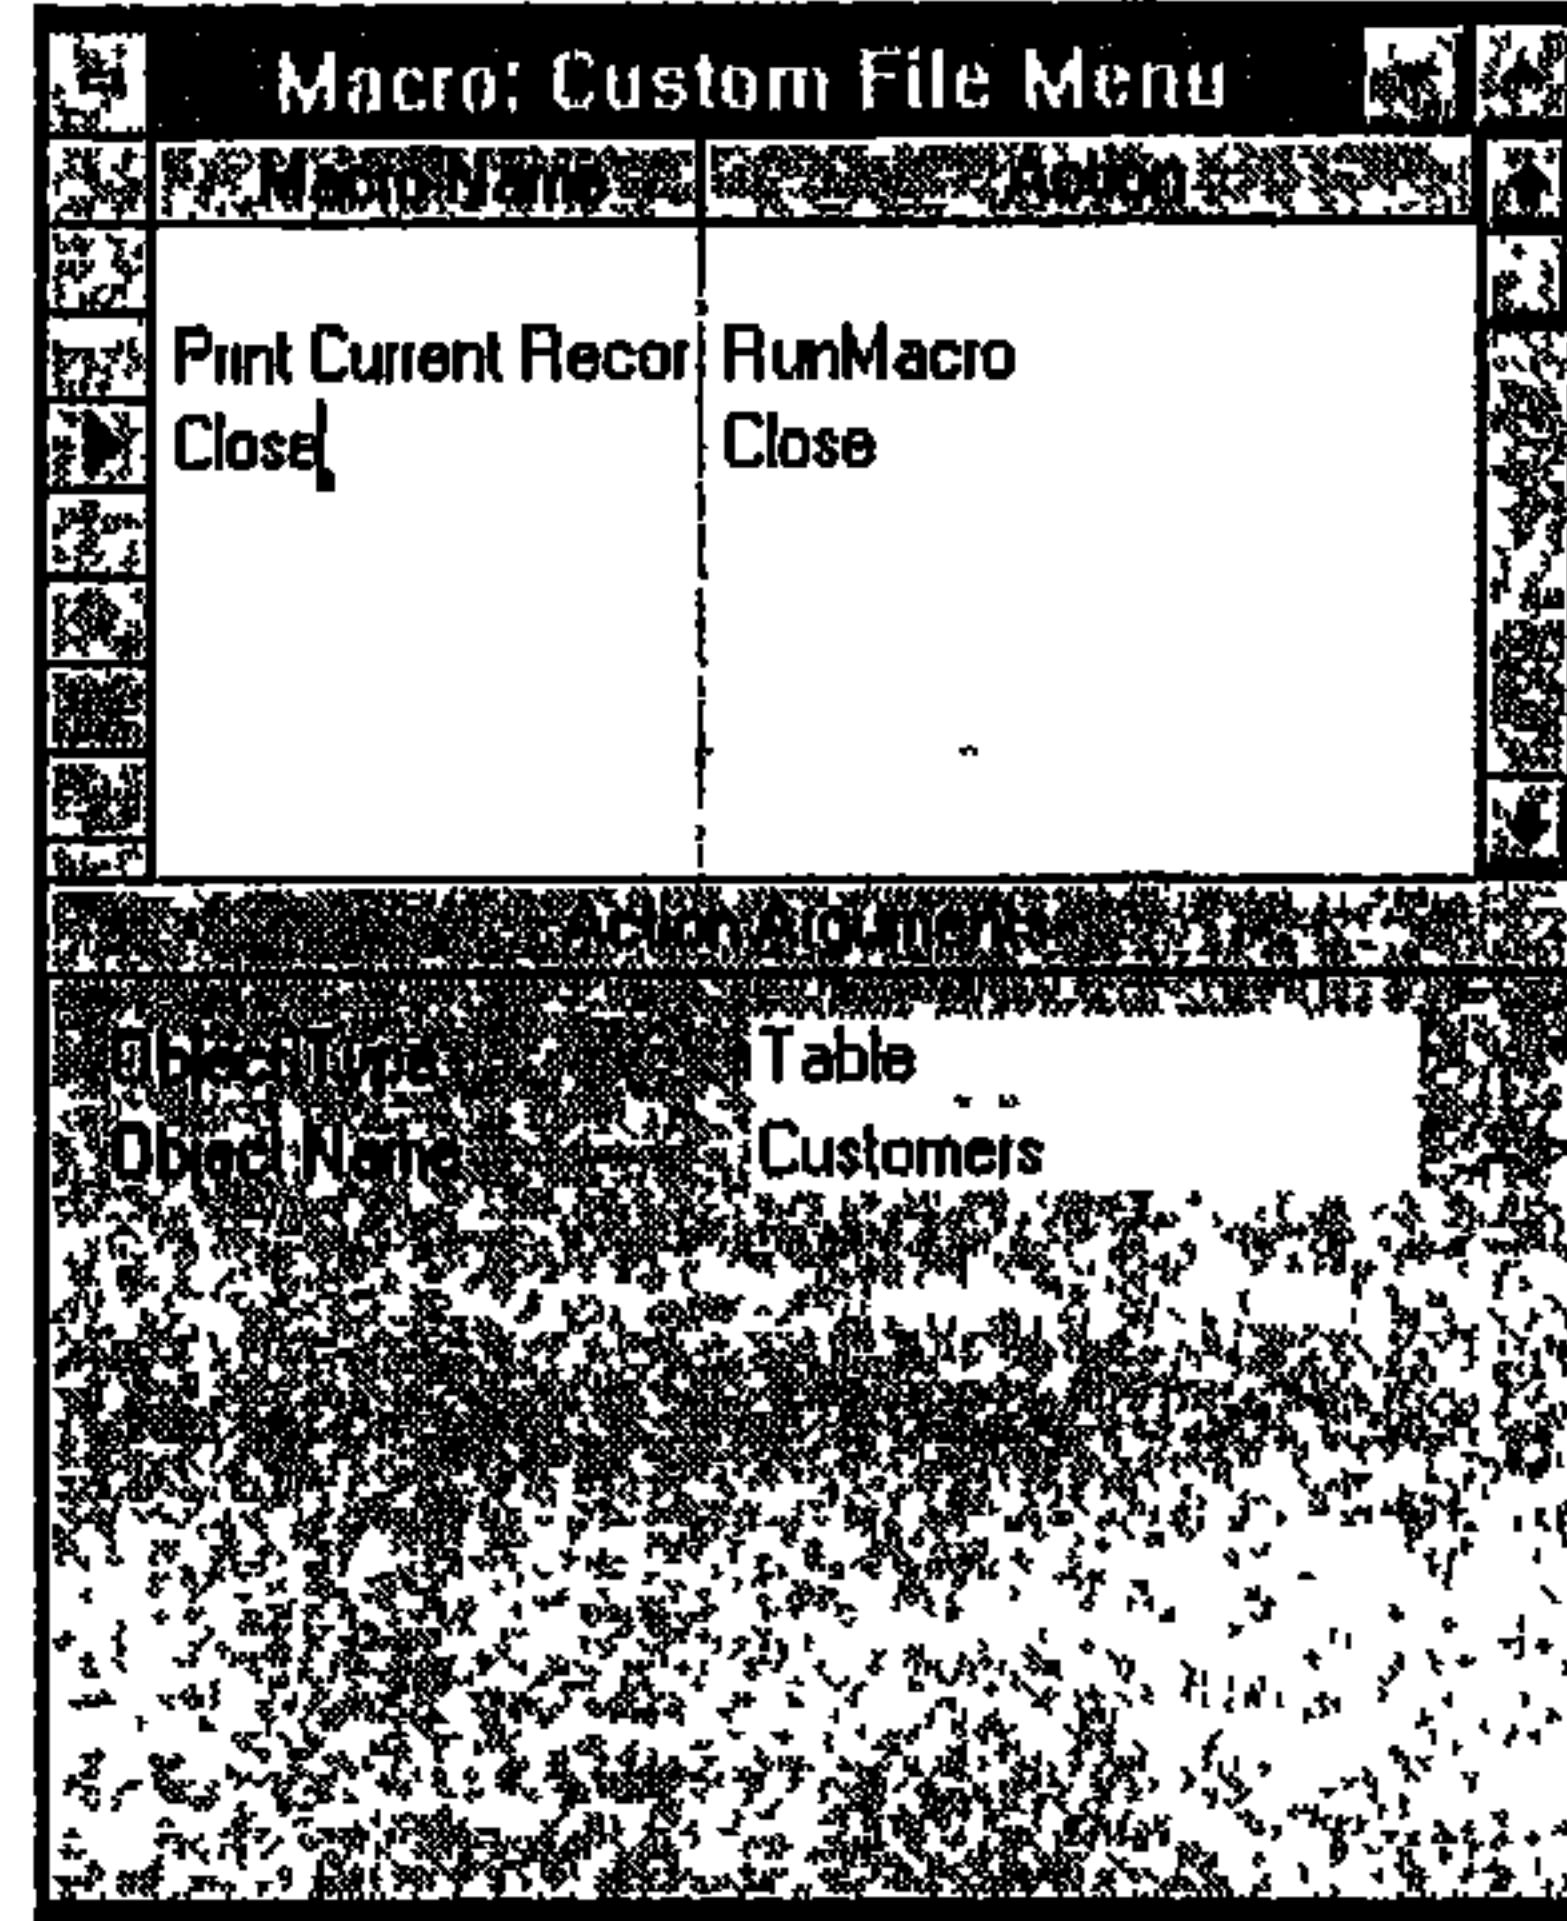 Macro: Custom File Menu
Macro Name Action
Print Current Recor RunMacro
Close Close
Action Arguments
Object Type Table
Object Name Customers